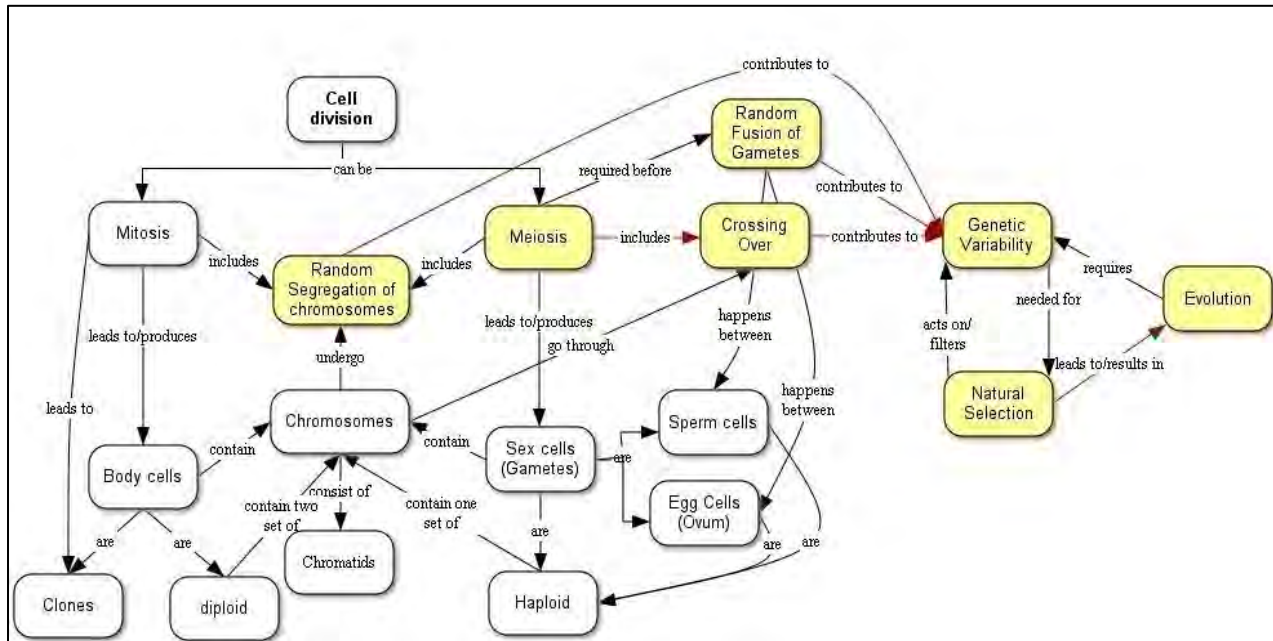 contributes to
Cell
division
Random
Fusion of
Gametes
can be
required before
contributes to
Mitosis
Meiosis
includes
Crossing
Over
contributes to
Genetic
Variability
includes
includes
Random
Segregation of
chromosomes
requires
Evolution
needed for
leads to/produces
leads to/produces
happens
between
acts on/
filters
undergo
go through
leads to/results in
leads to
Chromosomes
happens
between
Natural
Selection
Sperm cells
contain
contain
Body cells
Sex cells
(Gametes)
are
consist of
contain two
set of
contain one
set of
Egg Cells
(Ovum)
are
are
are
are
are
Chromatids
Clones
diploid
Haploid